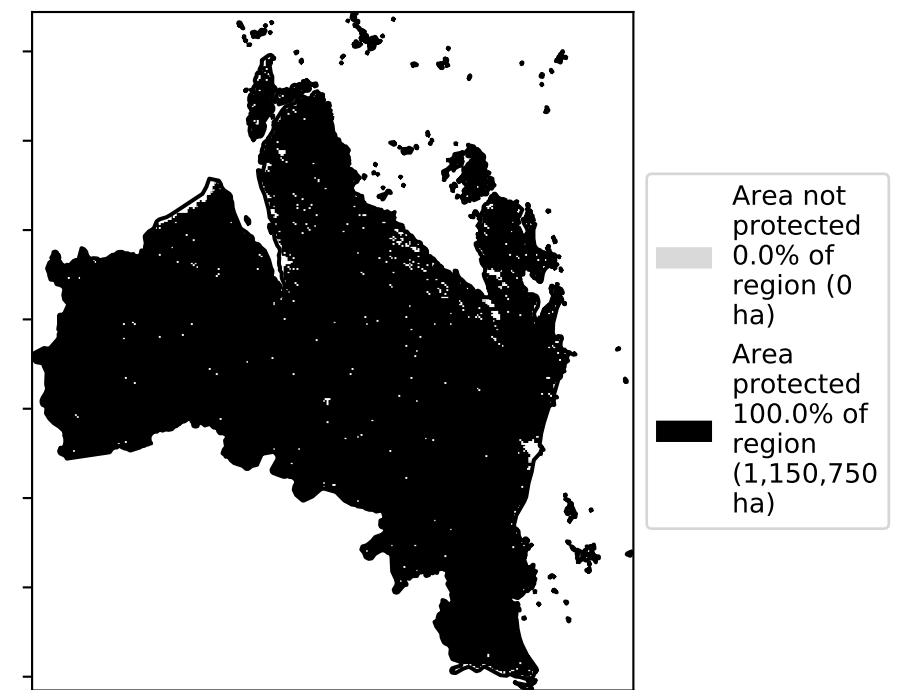 Area not
protected
0.0% of
region (0
ha)
Area
protected
100.0% of
region
(1,150,750
ha)